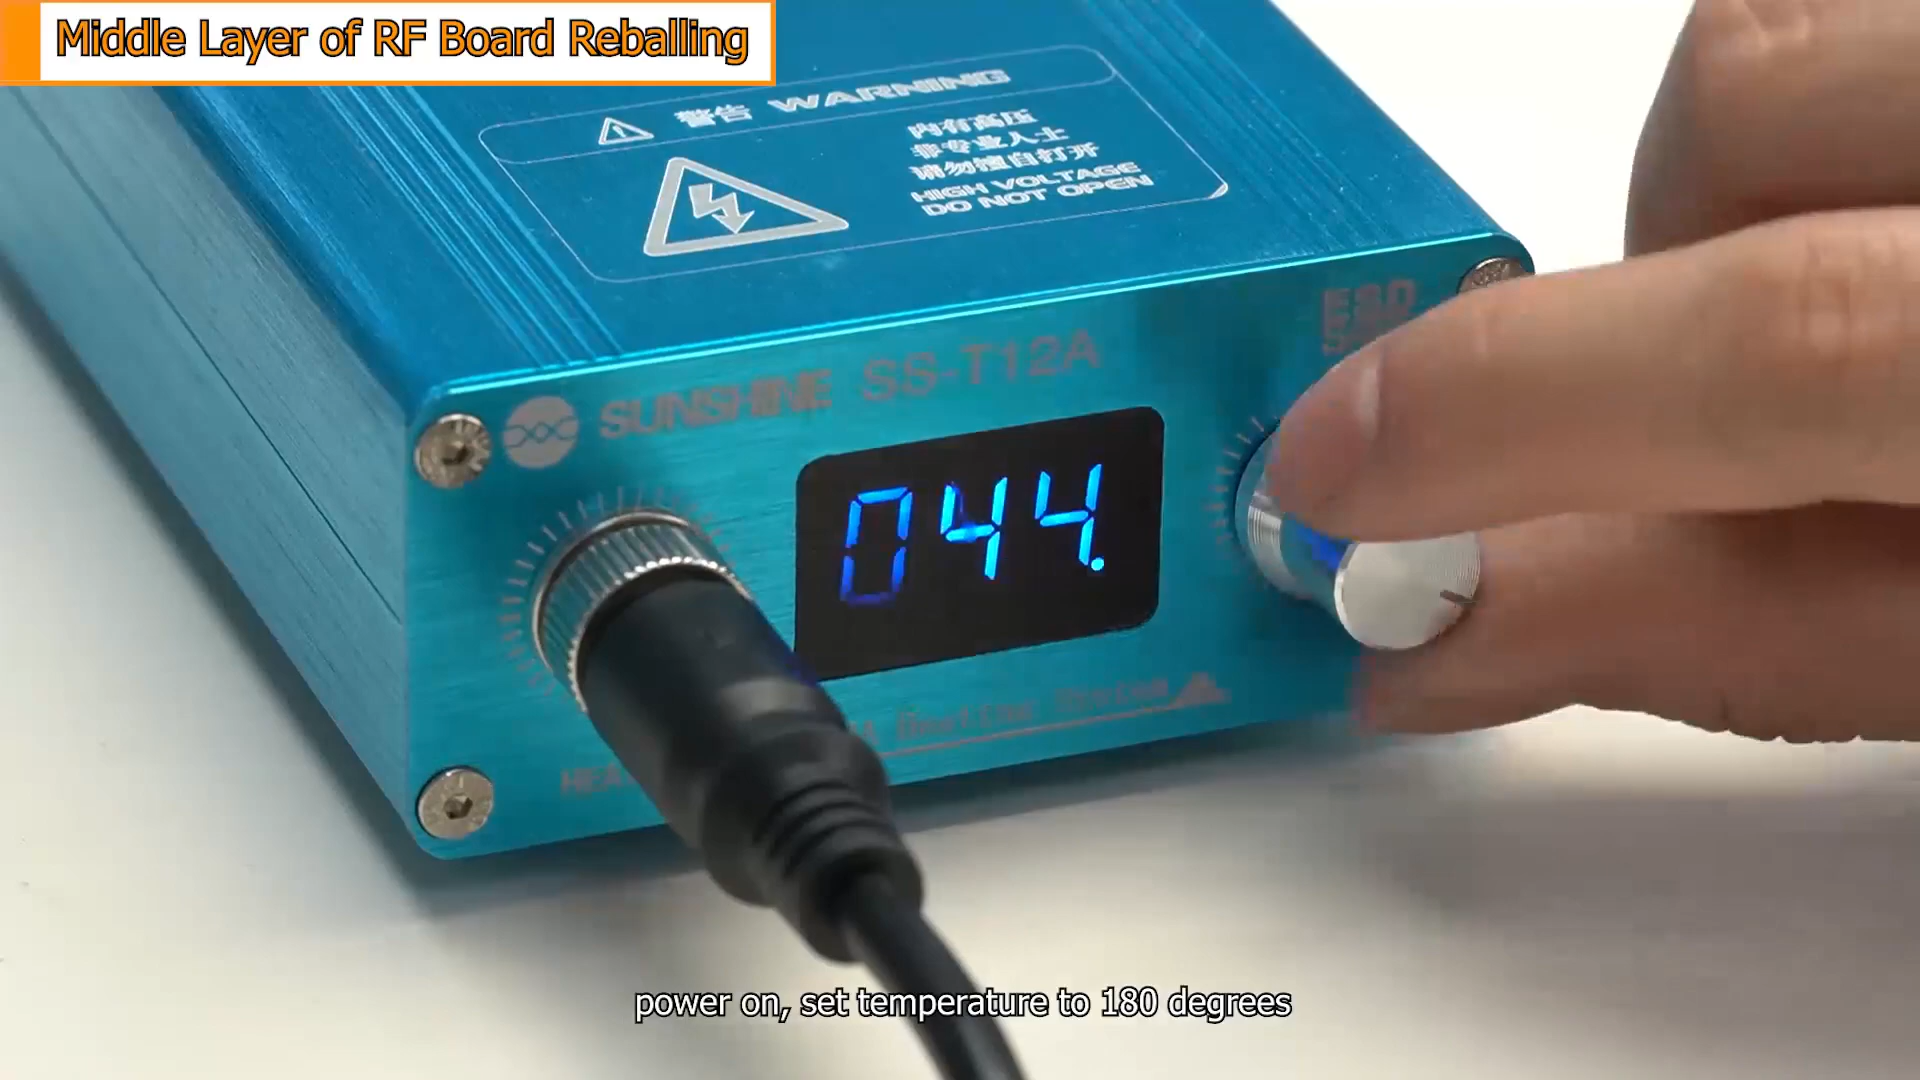 Middle Layer of RF Board Reballing
警告 WARNING
内有高压
非专业人士
请勿擅自打开
HIGH VOLTAGE
DO NOT OPEN
ESD
SUNSHINE SS-T12A
044.
HEA
power on, set temperature to 180 degrees